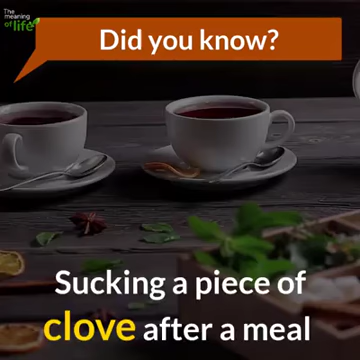 The
meaning
of life
Did you know?
Sucking a piece of
clove after a meal